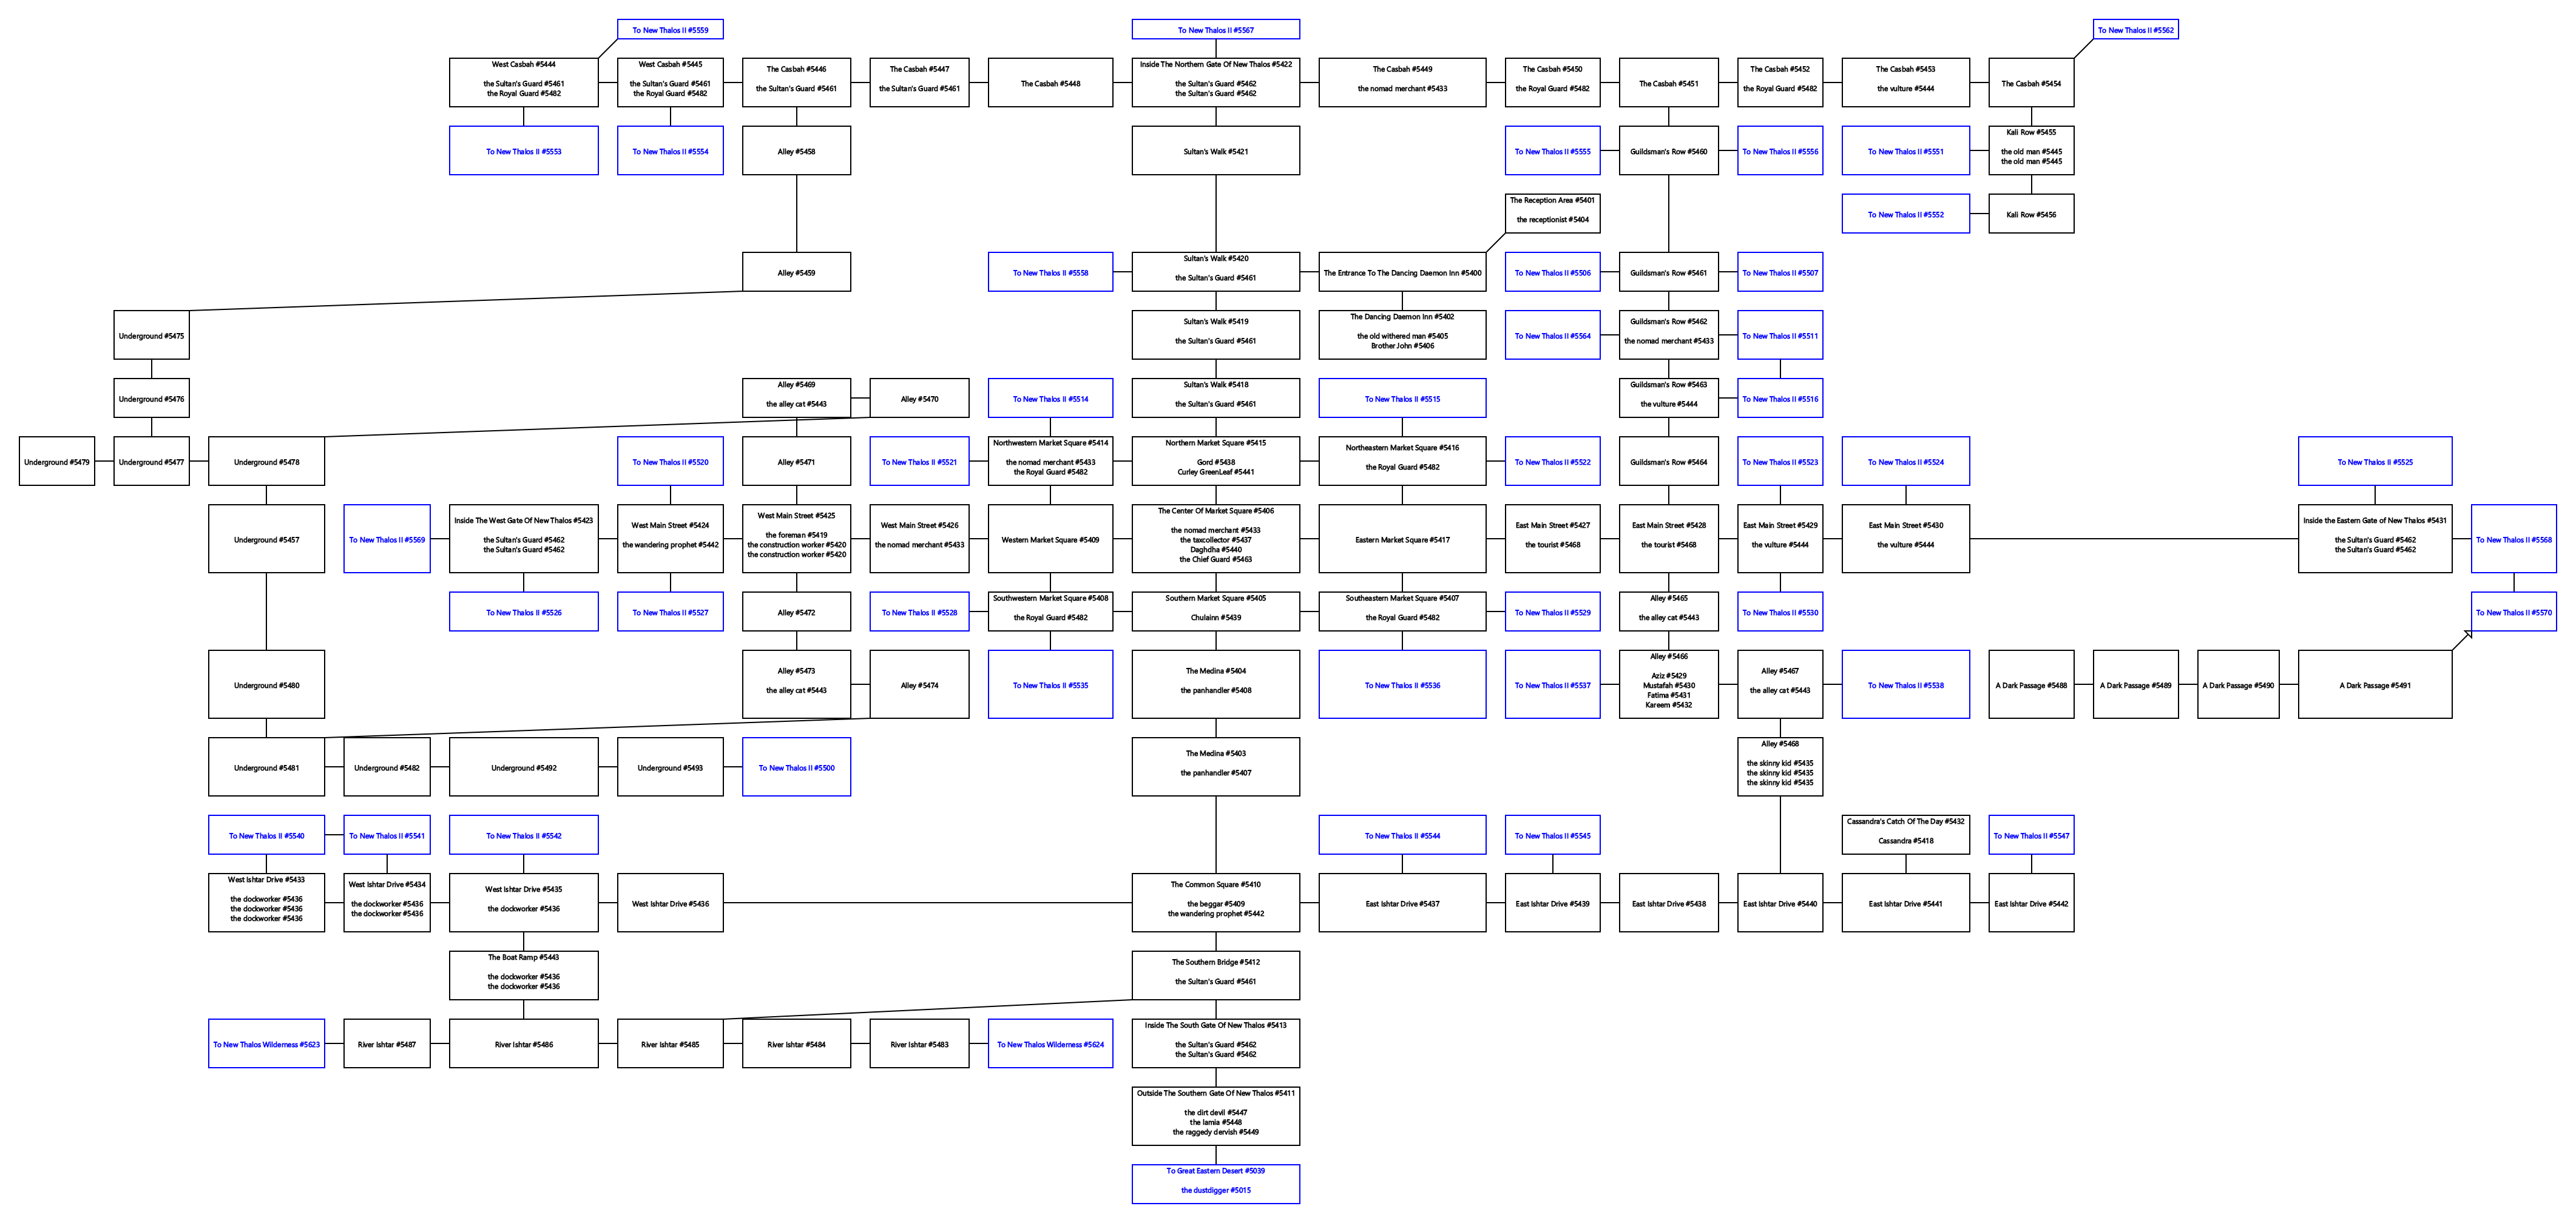 To New Thalos II #5559
To New Thalos II #5567
To New Thalos II #5562
West Casbah #5444
the Sultan's Guard #5461
the Royal Guard #5482
West Casbah #5445
the Sultan's Guard #5461
the Royal Guard #5482
The Casbah #5446
the Sultan's Guard #5461
The Casbah #5447
the Sultan's Guard #5461
The Casbah #5448
Inside The Northern Gate Of New Thalos #5422
the Sultan's Guard #5462
the Sultan's Guard #5462
The Casbah #5449
the nomad merchant #5433
The Casbah #5450
the Royal Guard #5482
The Casbah #5451
The Casbah #5452
the Royal Guard #5482
The Casbah #5453
the vulture #5444
The Casbah #5454
To New Thalos II #5553
To New Thalos II #5554
Alley #5458
Sultan's Walk #5421
To New Thalos II #5555
Guildsman's Row #5460
To New Thalos II #5556
To New Thalos II #5551
Kali Row #5455
the old man #5445
the old man #5445
The Reception Area #5401
the receptionist #5404
To New Thalos II #5552
Kali Row #5456
Alley #5459
To New Thalos II #5558
Sultan's Walk #5420
the Sultan's Guard #5461
The Entrance To The Dancing Daemon Inn #5400
To New Thalos II #5506
Guildsman's Row #5461
To New Thalos II #5507
Underground #5475
Sultan's Walk #5419
the Sultan's Guard #5461
The Dancing Daemon Inn #5402
the old withered man #5405
Brother John #5406
To New Thalos II #5564
Guildsman's Row #5462
the nomad merchant #5433
To New Thalos II #5511
Underground #5476
Alley #5469
the alley cat #5443
Alley #5470
To New Thalos II #5514
Sultan's Walk #5418
the Sultan's Guard #5461
To New Thalos II #5515
Guildsman's Row #5463
the vulture #5444
To New Thalos II #5516
Underground #5479
Underground #5477
Underground #5478
To New Thalos II #5520
Alley #5471
To New Thalos II #5521
Northwestern Market Square #5414
the nomad merchant #5433
the Royal Guard #5482
Northern Market Square #5415
Gord #5438
Curley GreenLeaf #5441
Northeastern Market Square #5416
the Royal Guard #5482
To New Thalos II #5522
Guildsman's Row #5464
To New Thalos II #5523
To New Thalos II #5524
To New Thalos II #5525
Underground #5457
To New Thalos II #5569
Inside The West Gate Of New Thalos #5423
the Sultan's Guard #5462
the Sultan's Guard #5462
West Main Street #5424
the wandering prophet #5442
West Main Street #5425
the foreman #5419
the construction worker #5420
the construction worker #5420
West Main Street #5426
the nomad merchant #5433
Western Market Square #5409
The Center Of Market Square #5406
the nomad merchant #5433
the taxcollector #5437
Daghdha #5440
the Chief Guard #5463
Eastern Market Square #5417
East Main Street #5427
the tourist #5468
East Main Street #5428
the tourist #5468
East Main Street #5429
the vulture #5444
East Main Street #5430
the vulture #5444
Inside the Eastern Gate of New Thalos #5431
the Sultan's Guard #5462
the Sultan's Guard #5462
To New Thalos II #5568
To New Thalos II #5526
To New Thalos II #5527
Alley #5472
To New Thalos II #5528
Southwestern Market Square #5408
the Royal Guard #5482
Southern Market Square #5405
Chulainn #5439
Southeastern Market Square #5407
the Royal Guard #5482
To New Thalos II #5529
Alley #5465
the alley cat #5443
To New Thalos II #5530
To New Thalos II #5570
Underground #5480
Alley #5473
the alley cat #5443
Alley #5474
To New Thalos II #5535
The Medina #5404
the panhandler #5408
To New Thalos II #5536
To New Thalos II #5537
Alley #5466
Aziz #5429
Mustafah #5430
Fatima #5431
Kareem #5432
Alley #5467
the alley cat #5443
To New Thalos II #5538
A Dark Passage #5488
A Dark Passage #5489
A Dark Passage #5490
A Dark Passage #5491
Underground #5481
Underground #5482
Underground #5492
Underground #5493
To New Thalos II #5500
The Medina #5403
the panhandler #5407
Alley #5468
the skinny kid #5435
the skinny kid #5435
the skinny kid #5435
To New Thalos II #5540
To New Thalos II #5541
To New Thalos II #5542
To New Thalos II #5544
To New Thalos II #5545
Cassandra's Catch Of The Day #5432
Cassandra #5418
To New Thalos II #5547
West Ishtar Drive #5433
the dockworker #5436
the dockworker #5436
the dockworker #5436
West Ishtar Drive #5434
the dockworker #5436
the dockworker #5436
West Ishtar Drive #5435
the dockworker #5436
West Ishtar Drive #5436
The Common Square #5410
the beggar #5409
the wandering prophet #5442
East Ishtar Drive #5437
East Ishtar Drive #5439
East Ishtar Drive #5438
East Ishtar Drive #5440
East Ishtar Drive #5441
East Ishtar Drive #5442
The Boat Ramp #5443
the dockworker #5436
the dockworker #5436
The Southern Bridge #5412
the Sultan's Guard #5461
To New Thalos Wilderness #5623
River Ishtar #5487
River Ishtar #5486
River Ishtar #5485
River Ishtar #5484
River Ishtar #5483
To New Thalos Wilderness #5624
Inside The South Gate Of New Thalos #5413
the Sultan's Guard #5462
the Sultan's Guard #5462
Outside The Southern Gate Of New Thalos #5411
the dirt devil #5447
the lamia #5448
the raggedy dervish #5449
To Great Eastern Desert #5039
the dustdigger #5015